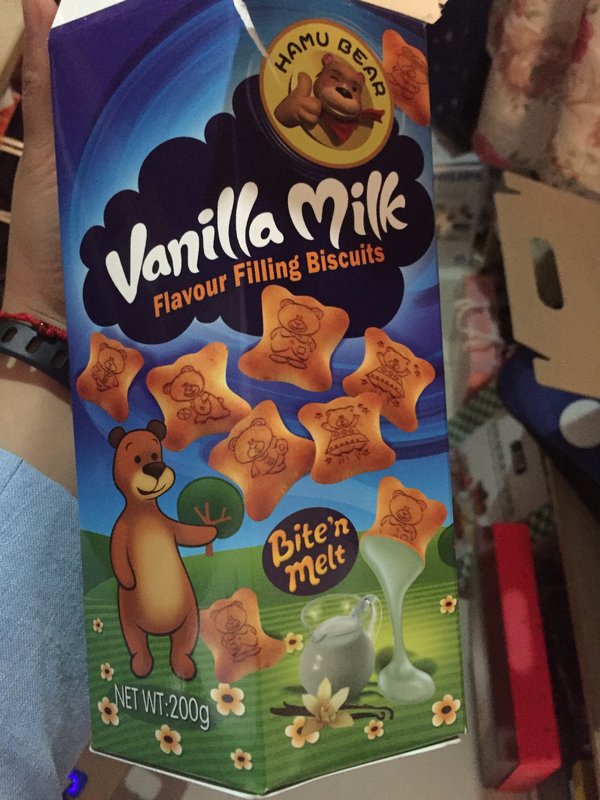 HAMU BEAR
Vanilla Milk
Flavour Filling Biscuits
Bite'n
Melt
NET WT:200g